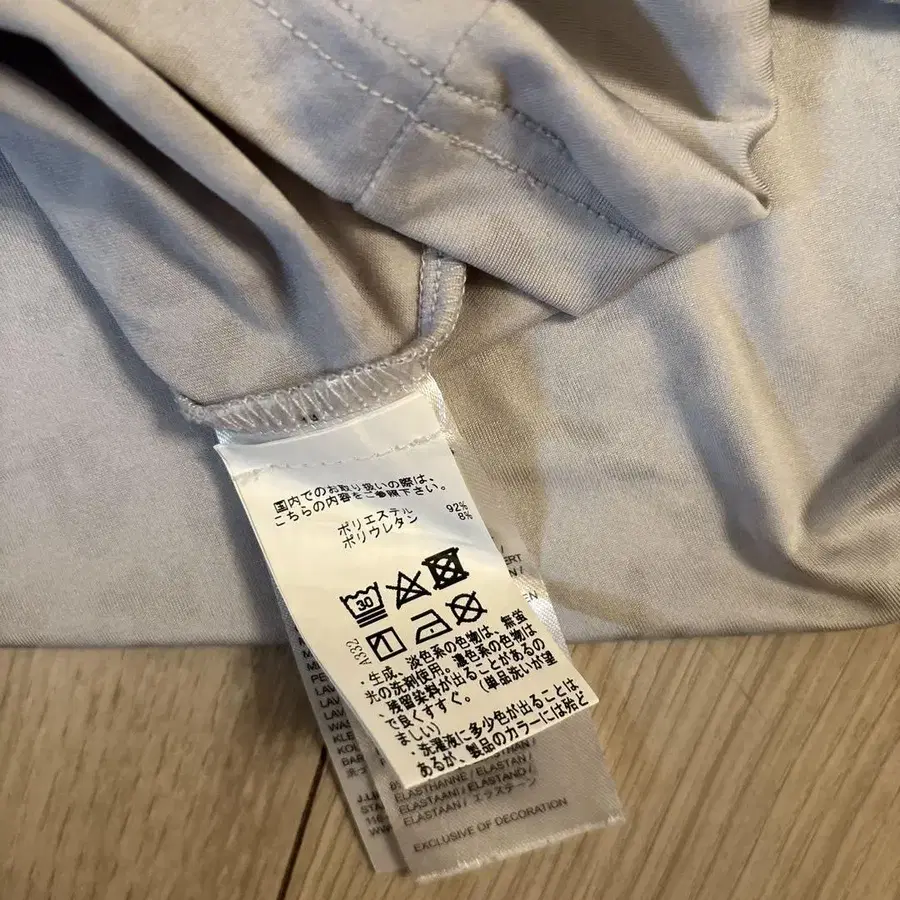 国内でのお取り扱いの際は、
こちらの内容をご参照下さい。
ポリエステル 92%
ポリウレタン 8%
30
A3332
・生成、淡色系の色物は、無蛍
光の洗剤使用。濃色系の色物は
残留染料が出ることがあるの
で良くすすぐ。(単品洗いが望
ましい)
・洗濯液に多少色が出ることは
あるが、製品のカラーには殆ど
ELASTHANNE / ELASTAN /
ELASTAANI / ELASTAND /
ELASTAAN / エラステーン
EXCLUSIVE OF DECORATION